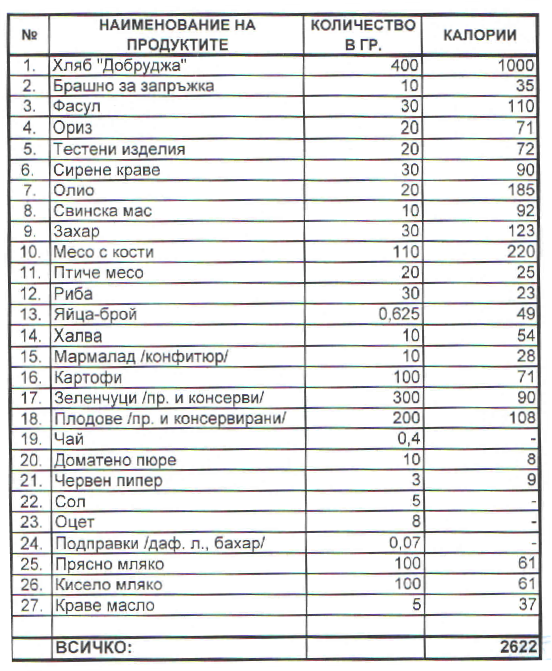 № НАИМЕНОВАНИЕ НА ПРОДУКТИТЕ КОЛИЧЕСТВО В ГР. КАЛОРИИ
1. Хляб "Добруджа" 400 1000
2. Брашно за запръжка 10 35
3. Фасул 30 110
4. Ориз 20 71
5. Тестени изделия 20 72
6. Сирене краве 30 90
7. Олио 20 185
8. Свинска мас 10 92
9. Захар 30 123
10. Месо с кости 110 220
11. Птиче месо 20 25
12. Риба 30 23
13. Яйца-брой 0,625 49
14. Халва 10 54
15. Мармалад /конфитюр/ 10 28
16. Картофи 100 71
17. Зеленчуци /пр. и консерви/ 300 90
18. Плодове /пр. и консервирани/ 200 108
19. Чай 0,4 -
20. Доматено пюре 10 8
21. Червен пипер 3 9
22. Сол 5 -
23. Оцет 8 -
24. Подправки /даф. л., бахар/ 0,07 -
25. Прясно мляко 100 61
26. Кисело мляко 100 61
27. Краве масло 5 37
ВСИЧКО: 2622